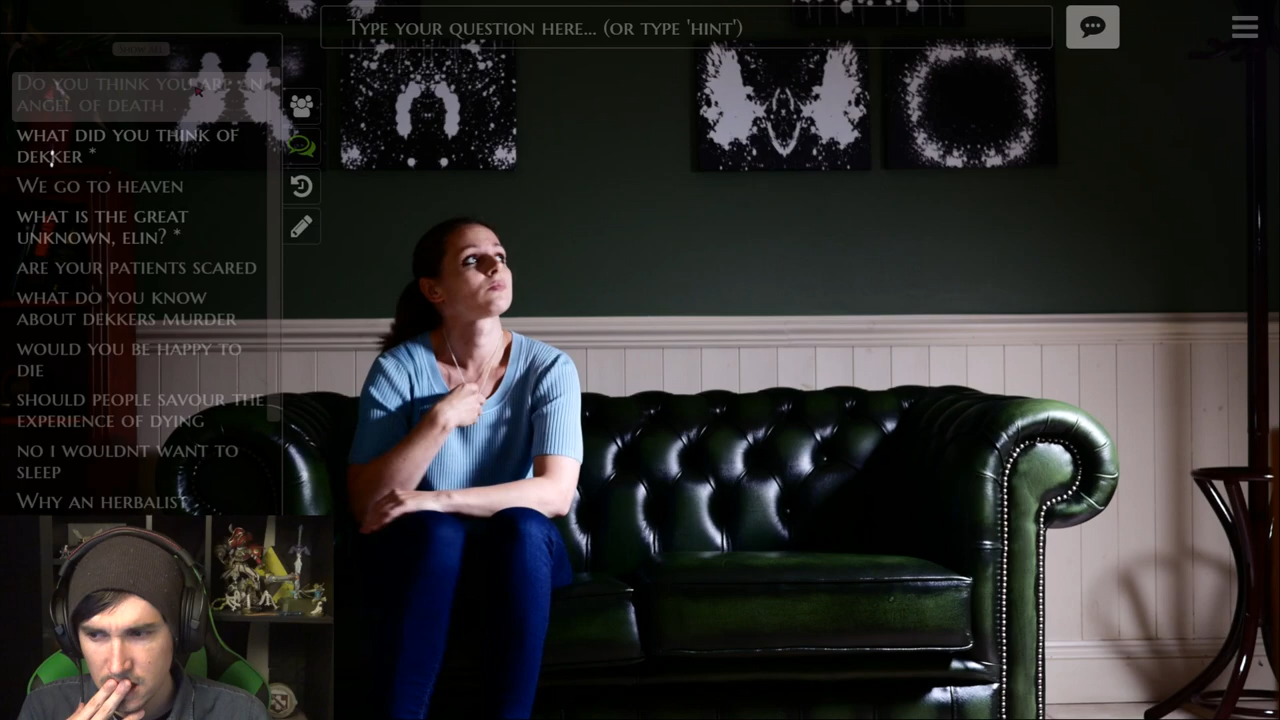 Type your question here... (or type 'hint')
Show all
Do you think you are an
angel of death
what did you think of
dekker *
We go to heaven
what is the great
unknown, elin? *
are your patients scared
what do you know
about dekkers murder
would you be happy to
die
should people savour the
experience of dying
no i wouldnt want to
sleep
Why an herbalist